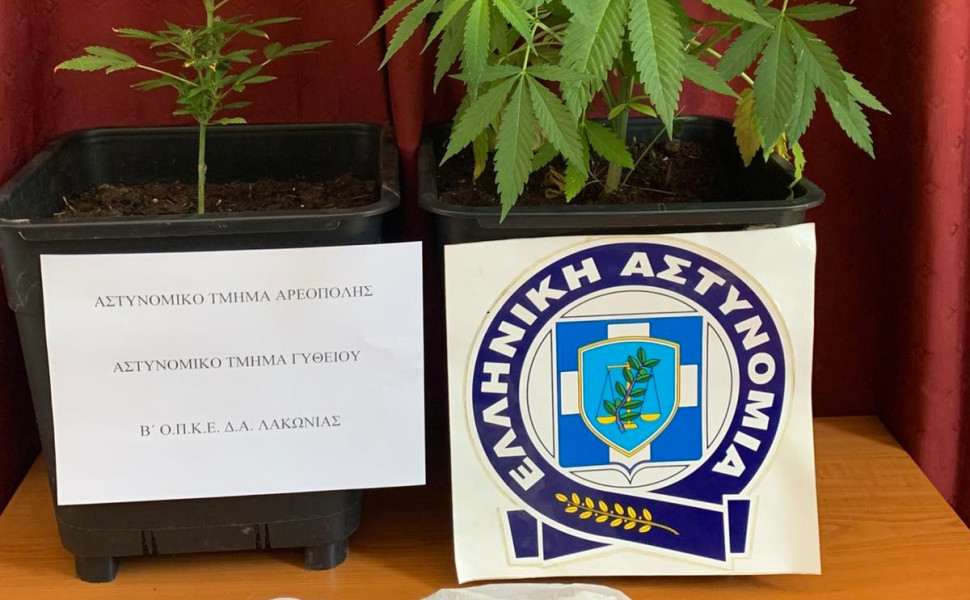 ΑΣΤΥΝΟΜΙΚΟ ΤΜΗΜΑ ΑΡΕΟΠΟΛΗΣ
ΑΣΤΥΝΟΜΙΚΟ ΤΜΗΜΑ ΓΥΘΕΙΟΥ
Β΄ Ο.Π.Κ.Ε. Δ.Α. ΛΑΚΩΝΙΑΣ
ΕΛΛΗΝΙΚΗ ΑΣΤΥΝΟΜΙΑ